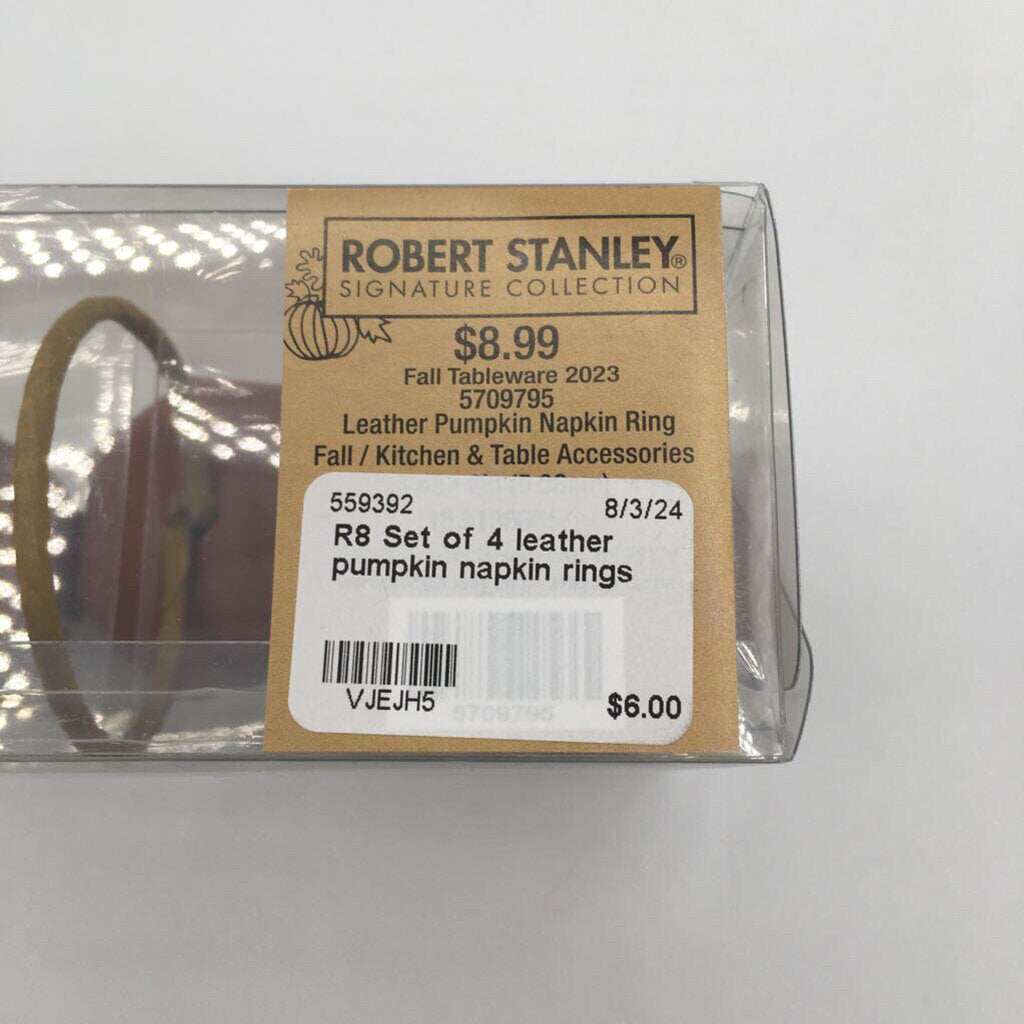 ROBERT STANLEY®
SIGNATURE COLLECTION
$8.99
Fall Tableware 2023
5709795
Leather Pumpkin Napkin Ring
Fall / Kitchen & Table Accessories
559392 8/3/24
R8 Set of 4 leather
pumpkin napkin rings
VJEJH5 $6.00
5709795